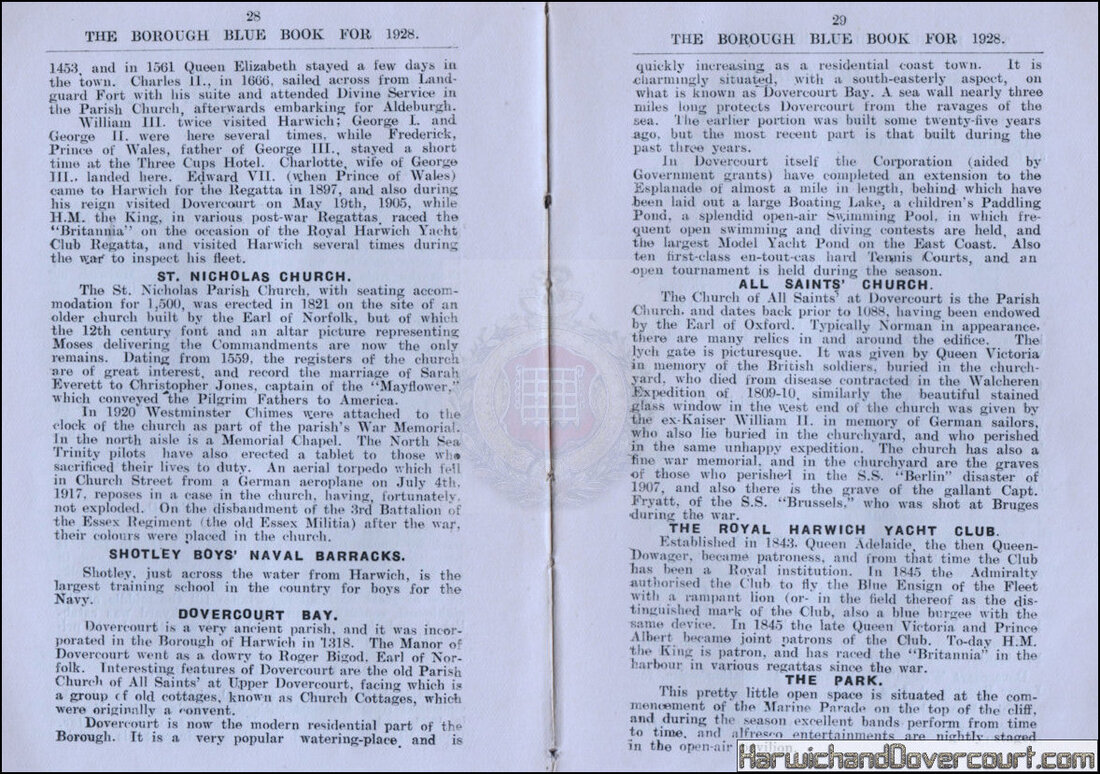 28
THE BOROUGH BLUE BOOK FOR 1928.
1453, and in 1561 Queen Elizabeth stayed a few days in
the town. Charles II., in 1666, sailed across from Land-
guard Fort with his suite and attended Divine Service in
the Parish Church, afterwards embarking for Aldeburgh.
William III. twice visited Harwich; George I. and
George II. were here several times, while Frederick,
Prince of Wales, father of George III., stayed a short
time at the Three Cups Hotel. Charlotte, wife of George
III., landed here. Edward VII. (when Prince of Wales)
came to Harwich for the Regatta in 1897, and also during
his reign visited Dovercourt on May 19th, 1905, while
H.M. the King, in various post-war Regattas, raced the
"Britannia" on the occasion of the Royal Harwich Yacht
Club Regatta, and visited Harwich several times during
the war to inspect his fleet.
ST. NICHOLAS CHURCH.
The St. Nicholas Parish Church, with seating accom-
modation for 1,500, was erected in 1821 on the site of an
older church built by the Earl of Norfolk, but of which
the 12th century font and an altar picture representing
Moses delivering the Commandments are now the only
remains. Dating from 1559, the registers of the church
are of great interest, and record the marriage of Sarah
Everett to Christopher Jones, captain of the "Mayflower,"
which conveyed the Pilgrim Fathers to America.
In 1920 Westminster Chimes were attached to the
clock of the church as part of the parish's War Memorial.
In the north aisle is a Memorial Chapel. The North Sea
Trinity pilots have also erected a tablet to those who
sacrificed their lives to duty. An aerial torpedo which fell
in Church Street from a German aeroplane on July 4th,
1917, reposes in a case in the church, having, fortunately,
not exploded. On the disbandment of the 3rd Battalion of
the Essex Regiment (the old Essex Militia) after the war,
their colours were placed in the church.
SHOTLEY BOYS' NAVAL BARRACKS.
Shotley, just across the water from Harwich, is the
largest training school in the country for boys for the
Navy.
DOVERCOURT BAY.
Dovercourt is a very ancient parish, and it was incor-
porated in the Borough of Harwich in 1318. The Manor of
Dovercourt went as a dowry to Roger Bigod, Earl of Nor-
folk. Interesting features of Dovercourt are the old Parish
Church of All Saints' at Upper Dovercourt, facing which is
a group of old cottages, known as Church Cottages, which
were originally a convent.
Dovercourt is now the modern residential part of the
Borough. It is a very popular watering-place and is
29
THE BOROUGH BLUE BOOK FOR 1928.
quickly increasing as a residential coast town. It is
charmingly situated, with a south-easterly aspect, on
what is known as Dovercourt Bay. A sea wall nearly three
miles long protects Dovercourt from the ravages of the
sea. The earlier portion was built some twenty-five years
ago, but the most recent part is that built during the
past three years.
In Dovercourt itself the Corporation (aided by
Government grants) have completed an extension to the
Esplanade of almost a mile in length, behind which have
been laid out a large Boating Lake, a children's Paddling
Pond, a splendid open-air Swimming Pool, in which fre-
quent open swimming and diving contests are held, and
the largest Model Yacht Pond on the East Coast. Also
ten first-class en-tout-cas hard Tennis Courts, and an
open tournament is held during the season.
ALL SAINTS' CHURCH.
The Church of All Saints' at Dovercourt is the Parish
Church, and dates back prior to 1088, having been endowed
by the Earl of Oxford. Typically Norman in appearance,
there are many relics in and around the edifice. The
lych gate is picturesque. It was given by Queen Victoria
in memory of the British soldiers, buried in the church-
yard, who died from disease contracted in the Walcheren
Expedition of 1809-10, similarly the beautiful stained
glass window in the west end of the church was given by
the ex-Kaiser William II. in memory of German sailors,
who also lie buried in the churchyard, and who perished
in the same unhappy expedition. The church has also a
fine war memorial, and in the churchyard are the graves
of those who perished in the S.S. "Berlin" disaster of
1907, and also there is the grave of the gallant Capt.
Fryatt, of the S.S. "Brussels," who was shot at Bruges
during the war.
THE ROYAL HARWICH YACHT CLUB.
Established in 1843, Queen Adelaide, the then Queen-
Dowager, became patroness, and from that time the Club
has been a Royal institution. In 1845 the Admiralty
authorised the Club to fly the Blue Ensign of the Fleet
with a rampant lion (or- in the field thereof as the dis-
tinguished mark of the Club, also a blue burgee with the
same device. In 1845 the late Queen Victoria and Prince
Albert became joint patrons of the Club. To-day H.M.
the King is patron, and has raced the "Britannia" in the
harbour in various regattas since the war.
THE PARK.
This pretty little open space is situated at the com-
mencement of the Marine Parade on the top of the cliff,
and during the season excellent bands perform from time
to time, and alfresco entertainments are nightly staged
in the open-air
HarwichandDovercourt.com